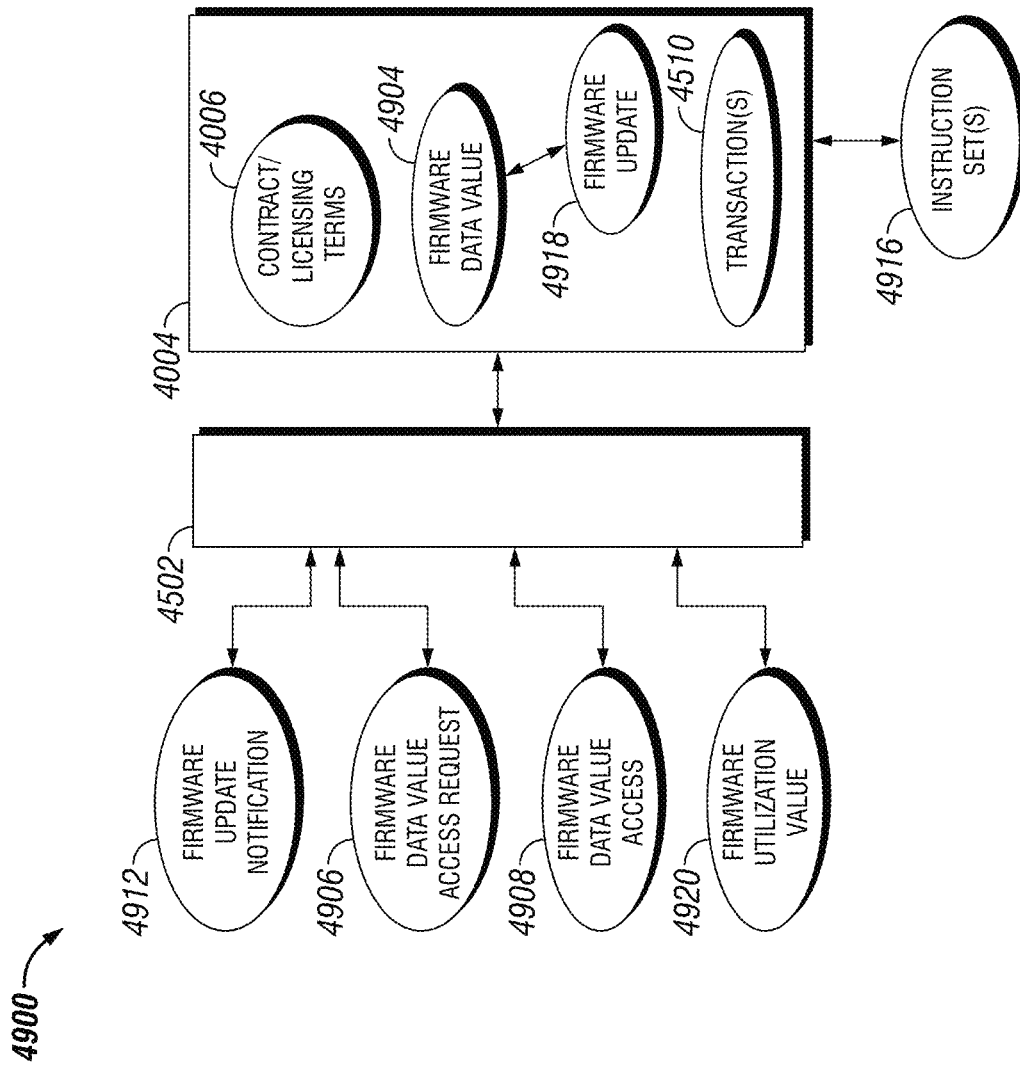 4900
4912
FIRMWARE
UPDATE
NOTIFICATION
4906
FIRMWARE
DATA VALUE
ACCESS REQUEST
4908
FIRMWARE
DATA VALUE
ACCESS
4920
FIRMWARE
UTILIZATION
VALUE
4502
4004
4006
CONTRACT/
LICENSING
TERMS
4904
FIRMWARE
DATA VALUE
4918
FIRMWARE
UPDATE
4510
TRANSACTION(S)
4916
INSTRUCTION
SET(S)